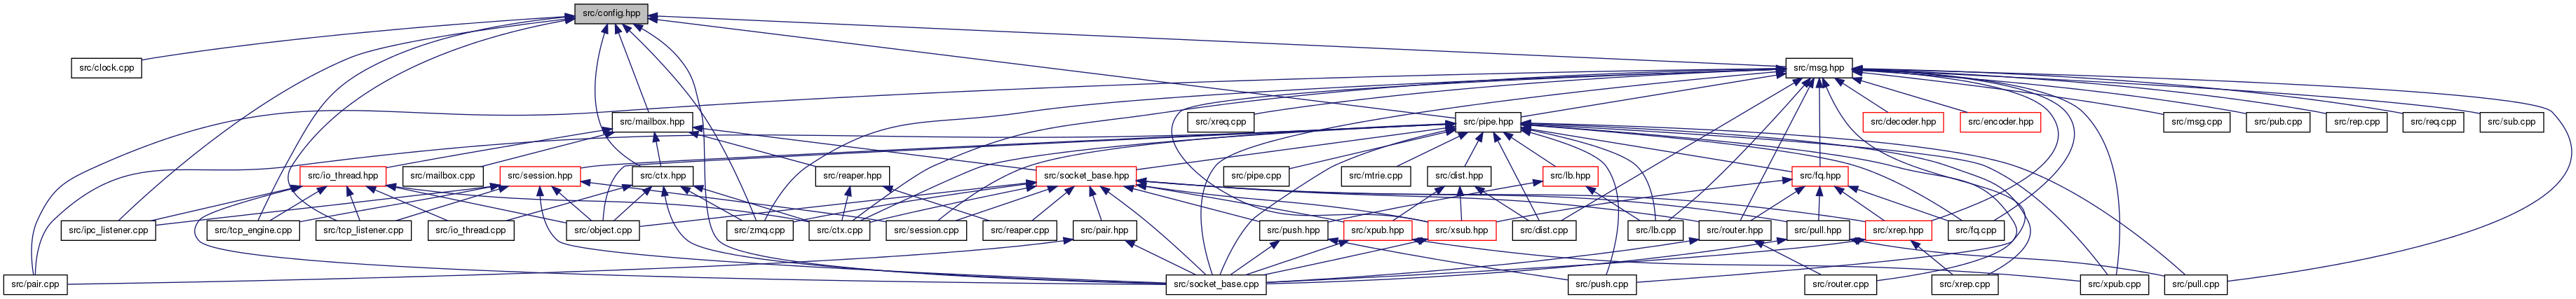 src/config.hpp
src/clock.cpp
src/msg.hpp
src/mailbox.hpp
src/xreq.cpp
src/pipe.hpp
src/decoder.hpp
src/encoder.hpp
src/msg.cpp
src/pub.cpp
src/rep.cpp
src/req.cpp
src/sub.cpp
src/io_thread.hpp
src/mailbox.cpp
src/session.hpp
src/ctx.hpp
src/reaper.hpp
src/socket_base.hpp
src/pipe.cpp
src/mtrie.cpp
src/dist.hpp
src/lb.hpp
src/fq.hpp
src/ipc_listener.cpp
src/tcp_engine.cpp
src/tcp_listener.cpp
src/io_thread.cpp
src/object.cpp
src/zmq.cpp
src/ctx.cpp
src/session.cpp
src/reaper.cpp
src/pair.hpp
src/push.hpp
src/xpub.hpp
src/xsub.hpp
src/dist.cpp
src/lb.cpp
src/router.hpp
src/pull.hpp
src/xrep.hpp
src/fq.cpp
src/pair.cpp
src/socket_base.cpp
src/push.cpp
src/router.cpp
src/xrep.cpp
src/xpub.cpp
src/pull.cpp